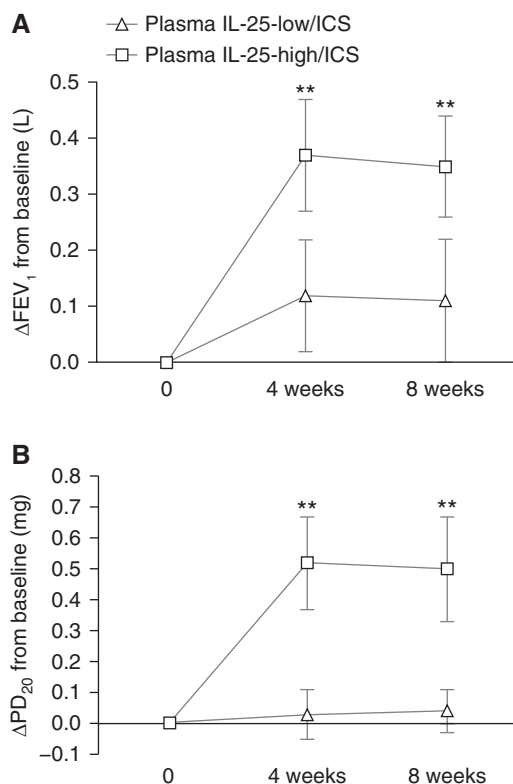 A
Plasma IL-25-low/ICS
Plasma IL-25-high/ICS
ΔFEV₁ from baseline (L)
0.5
0.4
0.3
0.2
0.1
0.0
**
**
0
4 weeks
8 weeks
B
ΔPD₂₀ from baseline (mg)
0.8
0.7
0.6
0.5
0.4
0.3
0.2
0.1
0.0
−0.1
**
**
0
4 weeks
8 weeks